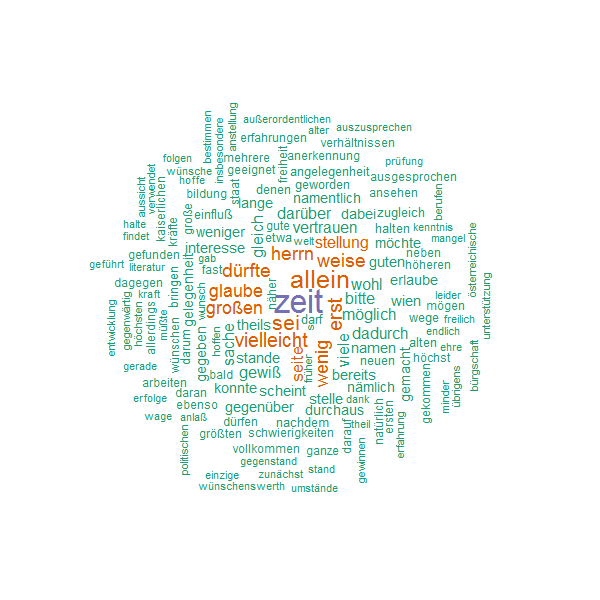 außerordentlichen
alter
auszusprechen
bestimmen
insbesondere
anstellung
erfahrungen
verhältnissen
folgen
mehrere
freiheit
anerkennung
prüfung
wünsche
geeignet
angelegenheit
ausgesprochen
aussicht
verwendet
hoffe
staat
denen
geworden
ansehen
kaiserlichen
bildung
lange
namentlich
berufen
große
einfluß
darüber
dabei
zugleich
halte
kräfte
gleich
gute
vertrauen
halten
kenntnis
findet
weniger
etwa
welt
stellung
möchte
mangel
gefunden
interesse
herrn
weise
guten
neben
geführt
literatur
gab
fast
dürfte
höheren
österreichische
dagegen
bringen
gelegenheit
wunsch
näher
allein
wohl
erlaube
unterstützung
kraft
glaube
zeit
bitte
wien
leider
mögen
entwicklung
gegenwärtig
höchsten
allerdings
müßte
großen
erst
möglich
wege
freilich
wünschen
darum
hoffen
theils
sei
darf
dadurch
endlich
sache
vielleicht
sarf
viele
namen
alten
ehre
gerade
gegeben
stande
seite
früher
wenig
neuen
höchst
bürgschaft
arbeiten
bald
gewiß
bereits
gemacht
gekommen
minder
übrigens
daran
konnte
scheint
nämlich
erfolge
ebenso
gegenüber
stelle
dank
natürlich
ersten
wage
anlaß
dürfen
nachdem
durchaus
theil
erfahrung
politischen
größten
schwierigkeiten
darauf
vollkommen
ganze
gewinnen
gegenstand
einzige
zunächst
stand
wünschenswerth
umstände